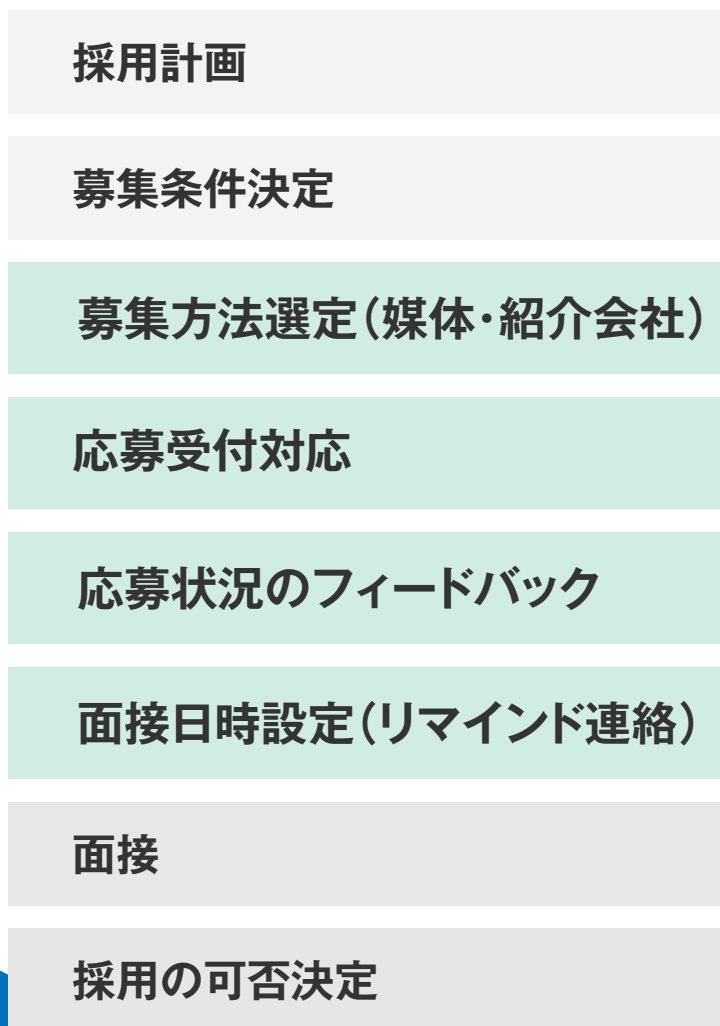 採用計画
募集条件決定
募集方法選定（媒体・紹介会社）
応募受付対応
応募状況のフィードバック
面接日時設定（リマインド連絡）
面接
採用の可否決定